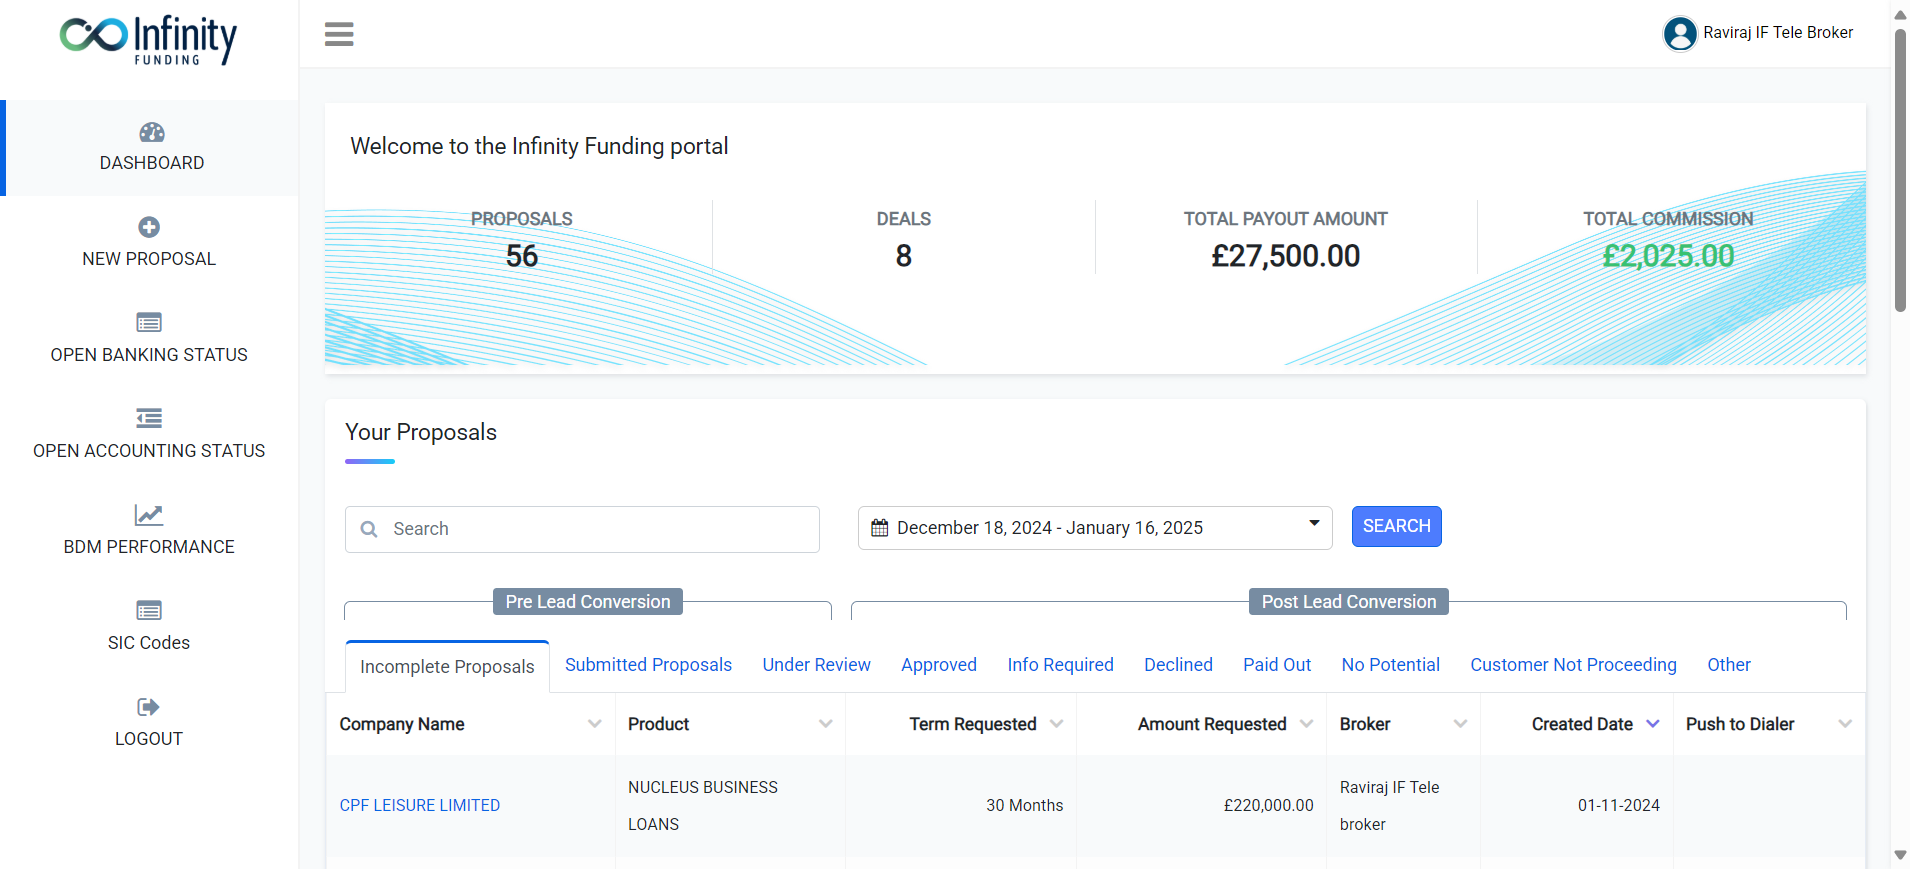 Infinity
FUNDING
Raviraj IF Tele Broker
DASHBOARD
NEW PROPOSAL
OPEN BANKING STATUS
OPEN ACCOUNTING STATUS
BDM PERFORMANCE
SIC Codes
LOGOUT
Welcome to the Infinity Funding portal
PROPOSALS
56
DEALS
8
TOTAL PAYOUT AMOUNT
£27,500.00
TOTAL COMMISSION
£2,025.00
Your Proposals
Search
December 18, 2024 - January 16, 2025
SEARCH
Pre Lead Conversion
Post Lead Conversion
Incomplete Proposals
Submitted Proposals
Under Review
Approved
Info Required
Declined
Paid Out
No Potential
Customer Not Proceeding
Other
Company Name
Product
Term Requested
Amount Requested
Broker
Created Date
Push to Dialer
CPF LEISURE LIMITED
NUCLEUS BUSINESS
LOANS
30 Months
£220,000.00
Raviraj IF Tele
broker
01-11-2024